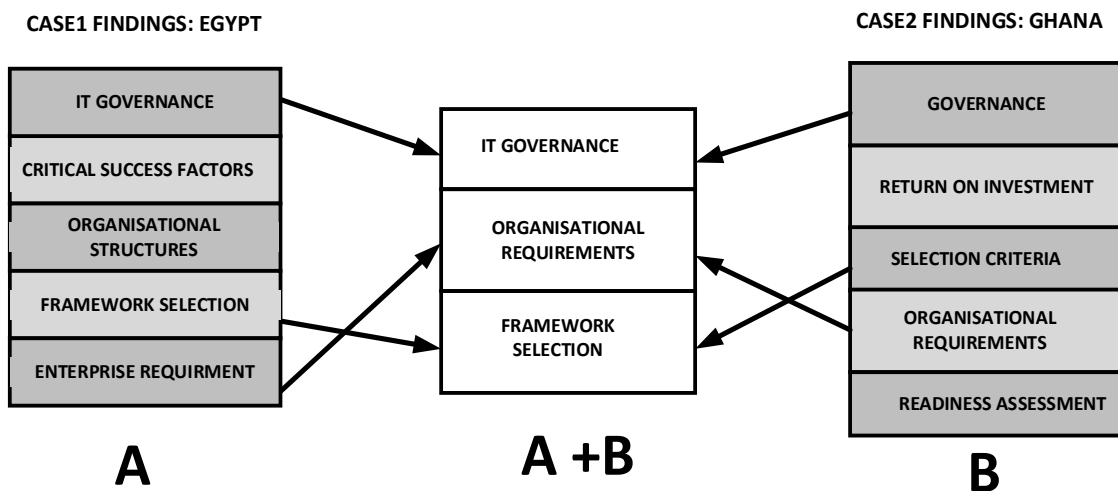 CASE1 FINDINGS: EGYPT
IT GOVERNANCE
CRITICAL SUCCESS FACTORS
ORGANISATIONAL
STRUCTURES
FRAMEWORK SELECTION
ENTERPRISE REQUIRMENT
A
IT GOVERNANCE
ORGANISATIONAL
REQUIREMENTS
FRAMEWORK
SELECTION
A +B
CASE2 FINDINGS: GHANA
GOVERNANCE
RETURN ON INVESTMENT
SELECTION CRITERIA
ORGANISATIONAL
REQUIREMENTS
READINESS ASSESSMENT
B